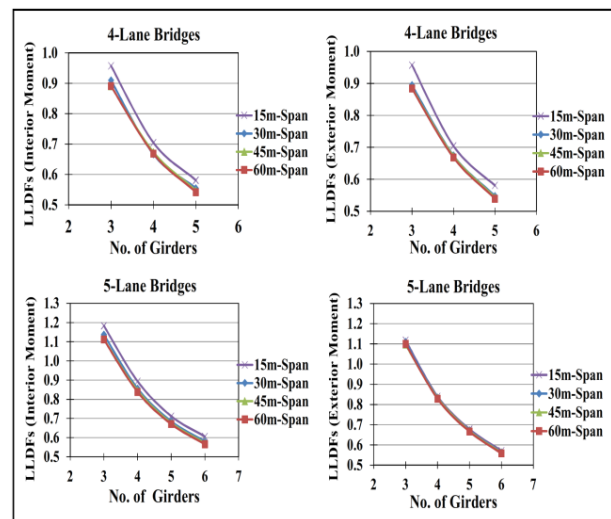 4-Lane Bridges
LLDFs (Interior Moment)
1.0
0.9
0.8
0.7
0.6
0.5
2 3 4 5 6
No. of Girders
15m-Span
30m-Span
45m-Span
60m-Span
4-Lane Bridges
LLDFs (Exterior Moment)
1.0
0.9
0.8
0.7
0.6
0.5
2 3 4 5 6
No. of Girders
15m-Span
30m-Span
45m-Span
60m-Span
5-Lane Bridges
LLDFs (Interior Moment)
1.3
1.2
1.1
1.0
0.9
0.8
0.7
0.6
0.5
2 3 4 5 6 7
No. of Girders
15m-Span
30m-Span
45m-Span
60m-Span
5-Lane Bridges
LLDFs (Exterior Moment)
1.3
1.2
1.1
1.0
0.9
0.8
0.7
0.6
0.5
2 3 4 5 6 7
No. of Girders
15m-Span
30m-Span
45m-Span
60m-Span